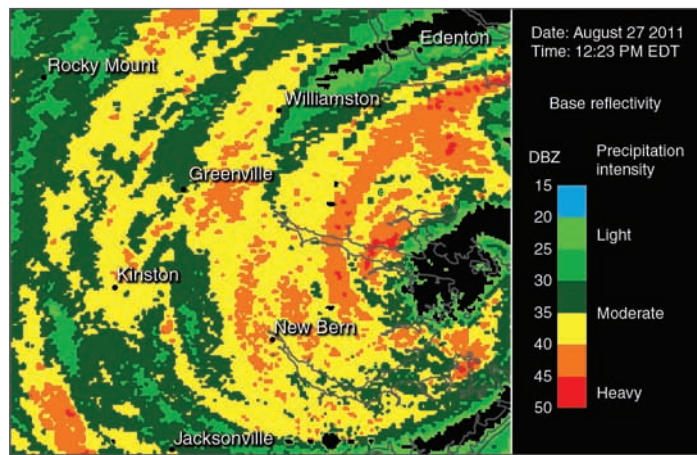 Edenton
Rocky Mount
Williamston
Greenville
Kinston
New Bern
Jacksonville
Date: August 27 2011
Time: 12:23 PM EDT
Base reflectivity
DBZ
Precipitation
intensity
15
20
Light
25
30
Moderate
35
40
45
Heavy
50